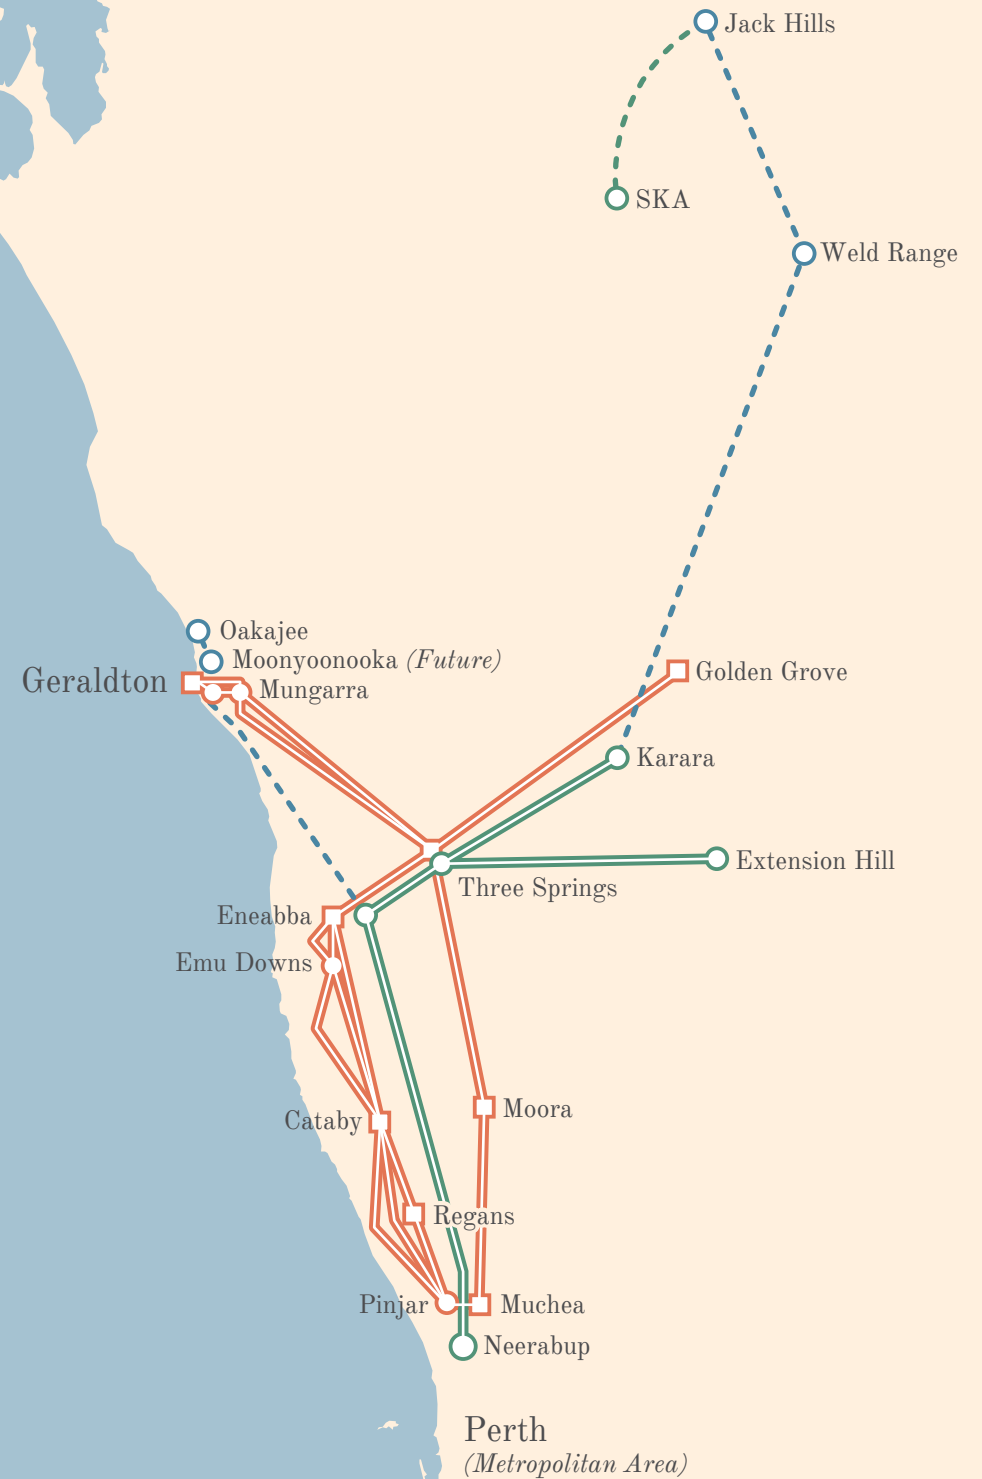 Jack Hills
SKA
Weld Range
Oakajee
Moonyoonooka (Future)
Geraldton
Mungarra
Golden Grove
Karara
Extension Hill
Three Springs
Eneabba
Emu Downs
Cataby
Moora
Regans
Pinjar
Muchea
Neerabup
Perth
(Metropolitan Area)